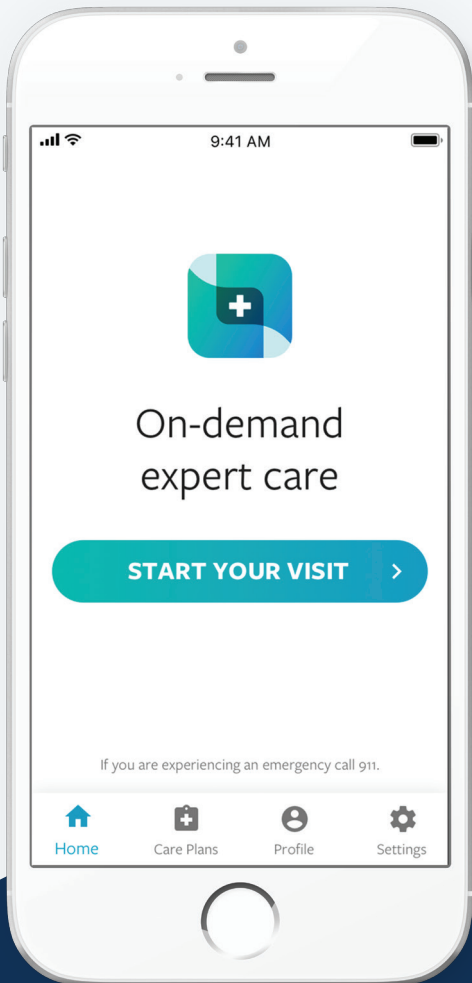 9:41 AM
On-demand
expert care
START YOUR VISIT
If you are experiencing an emergency call 911.
Home
Care Plans
Profile
Settings